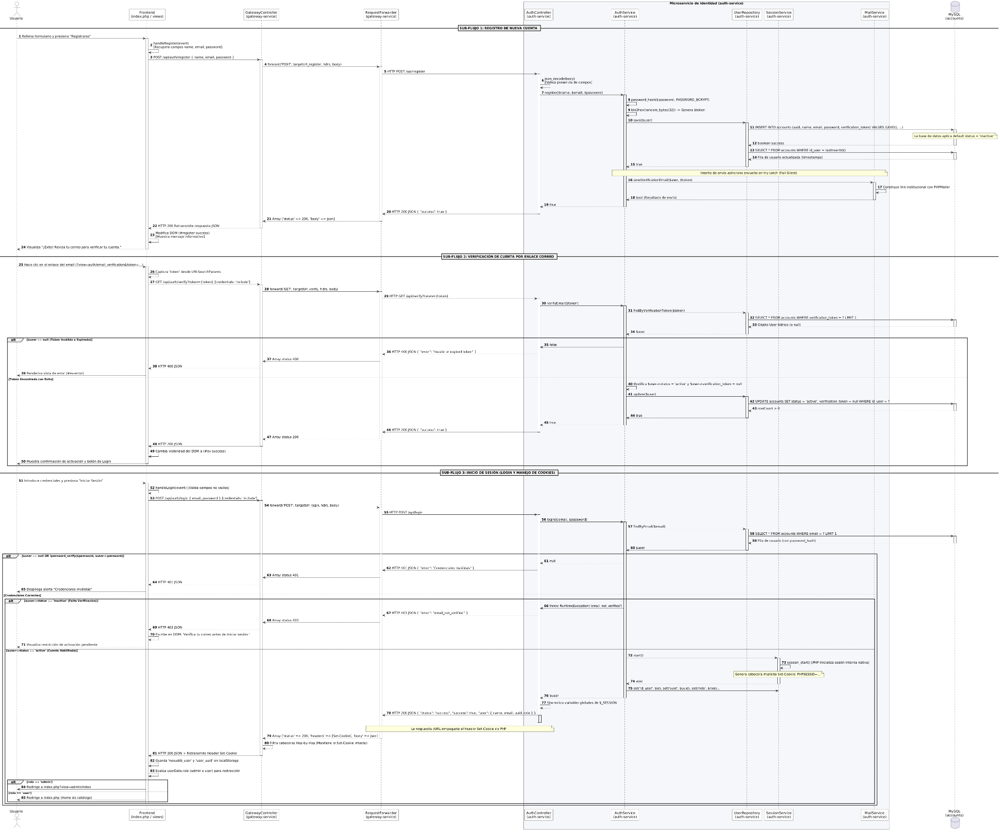 Microservicio de Identidad (auth-service)
Usuario
Frontend
(index.php / views)
GatewayController
(gateway-service)
RequestForwarder
(gateway-service)
AuthController
(auth-service)
AuthService
(auth-service)
UserRepository
(auth-service)
SessionService
(auth-service)
MailService
(auth-service)
MySQL
(accounts)
SUB-FLUJO 1: REGISTRO DE NUEVA CUENTA
1 Rellena formulario y presiona "Registrarse"
2 handleRegister(event)
[Recupera campos name, email, password]
3 POST /api/auth/register { name, email, password }
4 forward('POST', targetUrl_register, hdrs, body)
5 HTTP POST /api/register
6 json_decode(body)
[Valida presencia de campos]
7 register($name, $email, $password)
8 password_hash($password, PASSWORD_BCRYPT)
9 bin2hex(random_bytes(32)) -> Genera $token
10 save($user)
11 INSERT INTO accounts (uuid, name, email, password, verification_token) VALUES (UUID(), ...)
La base de datos aplica default status = 'inactive'
12 boolean success
13 SELECT * FROM accounts WHERE id_user = lastInsertId()
14 Fila de usuario actualizada (timestamps)
15 true
Intento de envío asíncrono envuelto en try-catch (Fail-Silent)
16 sendVerificationEmail($user, $token)
17 Construye link institucional con PHPMailer
18 bool (Resultado de envío)
19 true
20 HTTP 200 JSON { "success": true }
21 Array ['status' => 200, 'body' => json]
22 HTTP 200 Retransmite respuesta JSON
23 Modifica DOM (#register-success)
[Muestra mensaje informativo]
24 Visualiza "¡Éxito! Revisa tu correo para verificar tu cuenta."
SUB-FLUJO 2: VERIFICACIÓN DE CUENTA POR ENLACE CORREO
25 Hace clic en el enlace del email (?view=auth/email_verification&token=...)
26 Captura 'token' desde URLSearchParams
27 GET /api/auth/verify?token={token} [credentials: 'include']
28 forward('GET', targetUrl_verify, hdrs, body)
29 HTTP GET /api/verify?token={token}
30 verifyEmail($token)
31 findByVerificationToken($token)
32 SELECT * FROM accounts WHERE verification_token = ? LIMIT 1
33 Objeto User hídrico (o null)
34 $user
alt [$user == null (Token Inválido o Expirado)]
35 false
36 HTTP 400 JSON { "error": "Invalid or expired token" }
37 Array status 400
38 HTTP 400 JSON
39 Renderiza vista de error (#ev-error)
[Token Encontrado con Éxito]
40 Modifica $user->status = 'active' y $user->verification_token = null
41 update($user)
42 UPDATE accounts SET status = 'active', verification_token = null WHERE id_user = ?
43 rowCount > 0
44 true
45 true
46 HTTP 200 JSON { "success": true }
47 Array status 200
48 HTTP 200 JSON
49 Cambia visibilidad del DOM a (#ev-success)
50 Muestra confirmación de activación y botón de Login
SUB-FLUJO 3: INICIO DE SESIÓN (LOGIN Y MANEJO DE COOKIES)
51 Introduce credenciales y presiona "Iniciar Sesión"
52 handleLogin(event) [Valida campos no vacíos]
53 POST /api/auth/login { email, password } [credentials: 'include']
54 forward('POST', targetUrl_login, hdrs, body)
55 HTTP POST /api/login
56 login($email, $password)
57 findByEmail($email)
58 SELECT * FROM accounts WHERE email = ? LIMIT 1
59 Fila de usuario (con password_hash)
60 $user
alt [$user == null OR !password_verify($password, $user->password)]
61 null
62 HTTP 401 JSON { "error": "Credenciales inválidas" }
63 Array status 401
64 HTTP 401 JSON
65 Despliega alerta "Credenciales inválidas"
[Credenciales Correctas]
alt [$user->status == 'inactive' (Falta Verificación)]
66 throw RuntimeException('email_not_verified')
67 HTTP 403 JSON { "error": "email_not_verified" }
68 Array status 403
69 HTTP 403 JSON
70 Escribe en DOM: 'Verifica tu correo antes de iniciar sesión.'
71 Visualiza restricción de activación pendiente
[$user->status == 'active' (Cuenta Habilitada)]
72 start()
73 session_start() [PHP Inicializa sesión interna nativa]
Genera cabecera implícita Set-Cookie: PHPSESSID=...
74 void
75 set('id_user', $id), set('uuid', $uuid), set('role', $role)...
76 $user
77 Sincroniza variables globales de $_SESSION
78 HTTP 200 JSON { "status": "success", "success": true, "user": { name, email, uuid, role } }
La respuesta cURL empaqueta el header Set-Cookie de PHP
79 Array ['status' => 200, 'headers' => [Set-Cookie], 'body' => json]
80 Filtra cabeceras Hop-by-Hop (Mantiene el Set-Cookie intacto)
81 HTTP 200 JSON + Retransmite Header Set-Cookie
82 Guarda 'nexuslib_user' y 'user_uuid' en localStorage
83 Evalúa userData.role (admin o user) para redirección
alt [role == 'admin']
84 Redirige a index.php?view=admin/index
[role == 'user']
85 Redirige a index.php (Home de catálogo)
Usuario
Frontend
(index.php / views)
GatewayController
(gateway-service)
RequestForwarder
(gateway-service)
AuthController
(auth-service)
AuthService
(auth-service)
UserRepository
(auth-service)
SessionService
(auth-service)
MailService
(auth-service)
MySQL
(accounts)